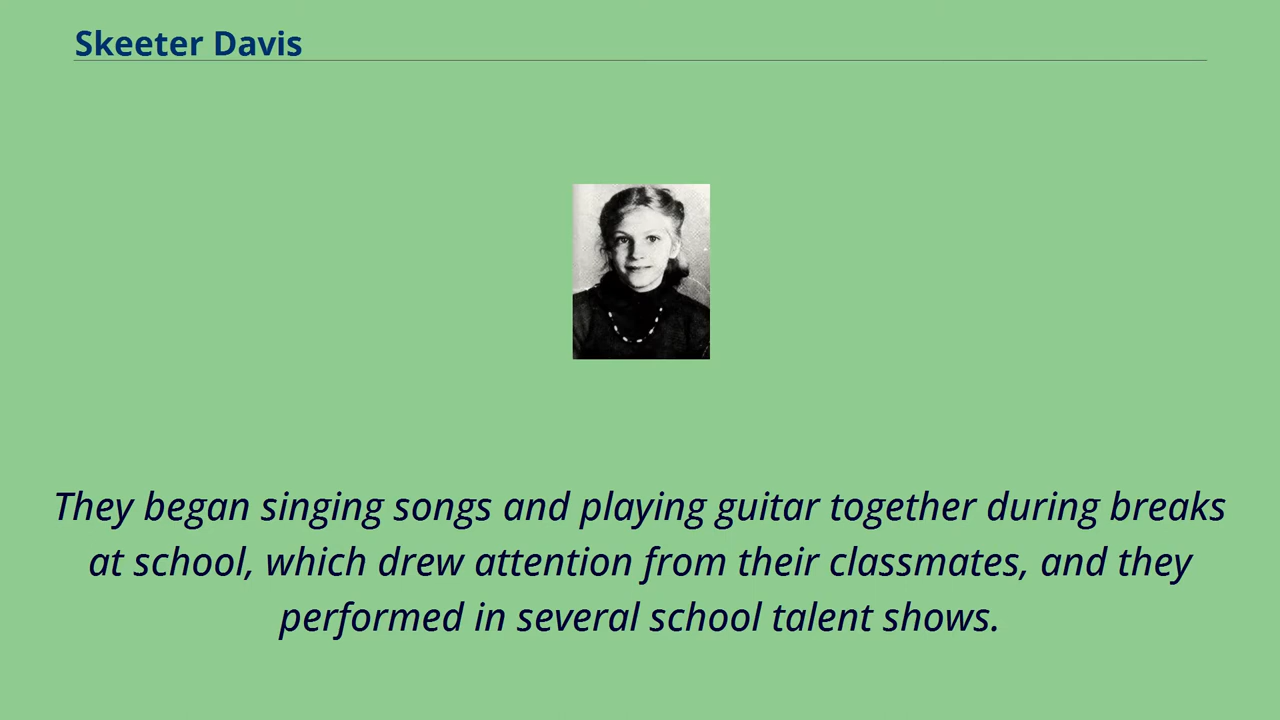 Skeeter Davis
They began singing songs and playing guitar together during breaks
at school, which drew attention from their classmates, and they
performed in several school talent shows.